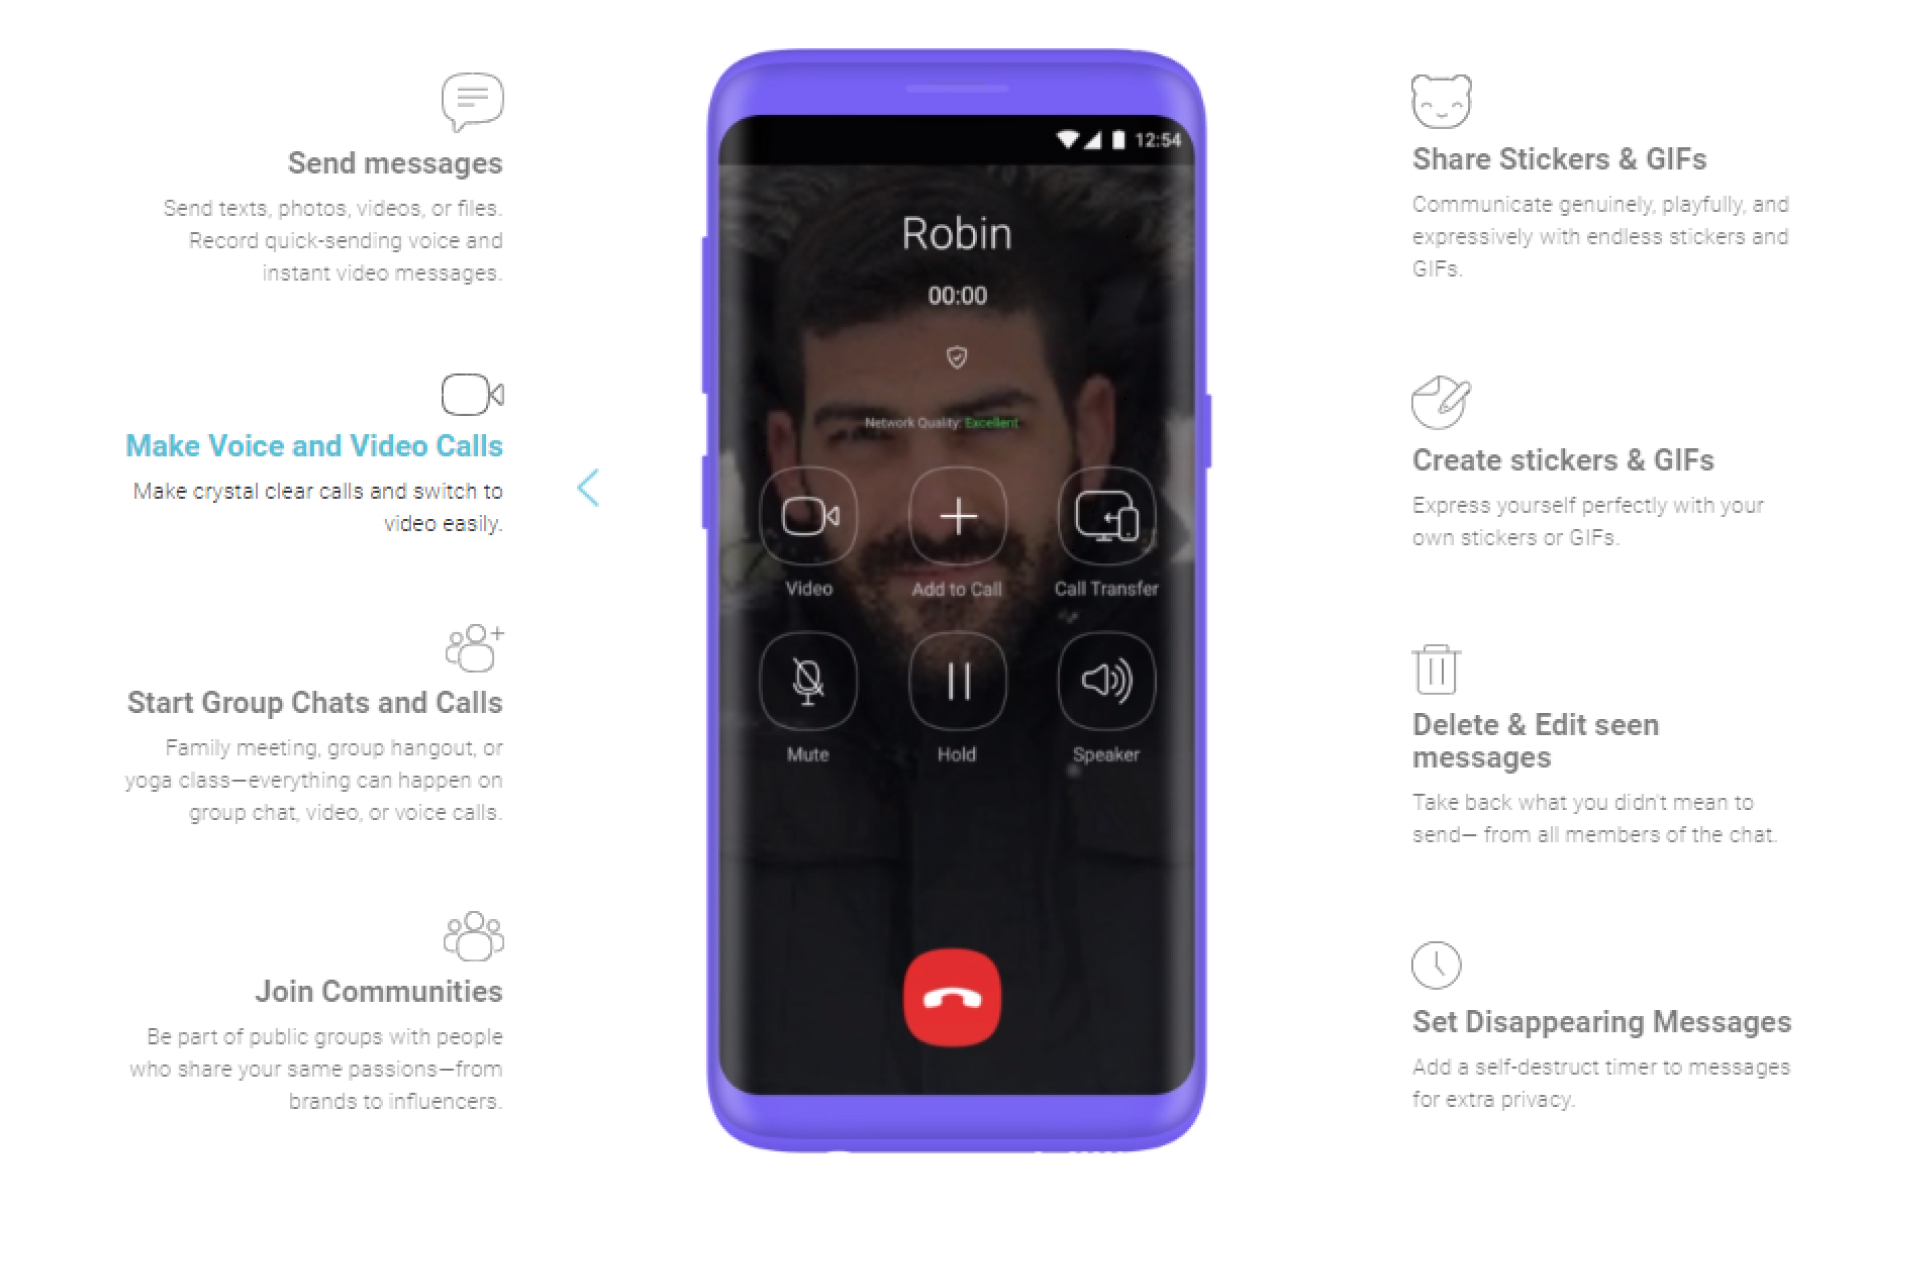 Send messages
Send texts, photos, videos, or files.
Record quick-sending voice and
instant video messages.
Make Voice and Video Calls
Make crystal clear calls and switch to
video easily.
Start Group Chats and Calls
Family meeting, group hangout, or
yoga class—everything can happen on
group chat, video, or voice calls.
Join Communities
Be part of public groups with people
who share your same passions—from
brands to influencers.
12:54
Robin
00:00
Network Quality: Excellent
Video
Add to Call
Call Transfer
Mute
Hold
Speaker
Share Stickers & GIFs
Communicate genuinely, playfully, and
expressively with endless stickers and
GIFs.
Create stickers & GIFs
Express yourself perfectly with your
own stickers or GIFs.
Delete & Edit seen
messages
Take back what you didn't mean to
send— from all members of the chat.
Set Disappearing Messages
Add a self-destruct timer to messages
for extra privacy.